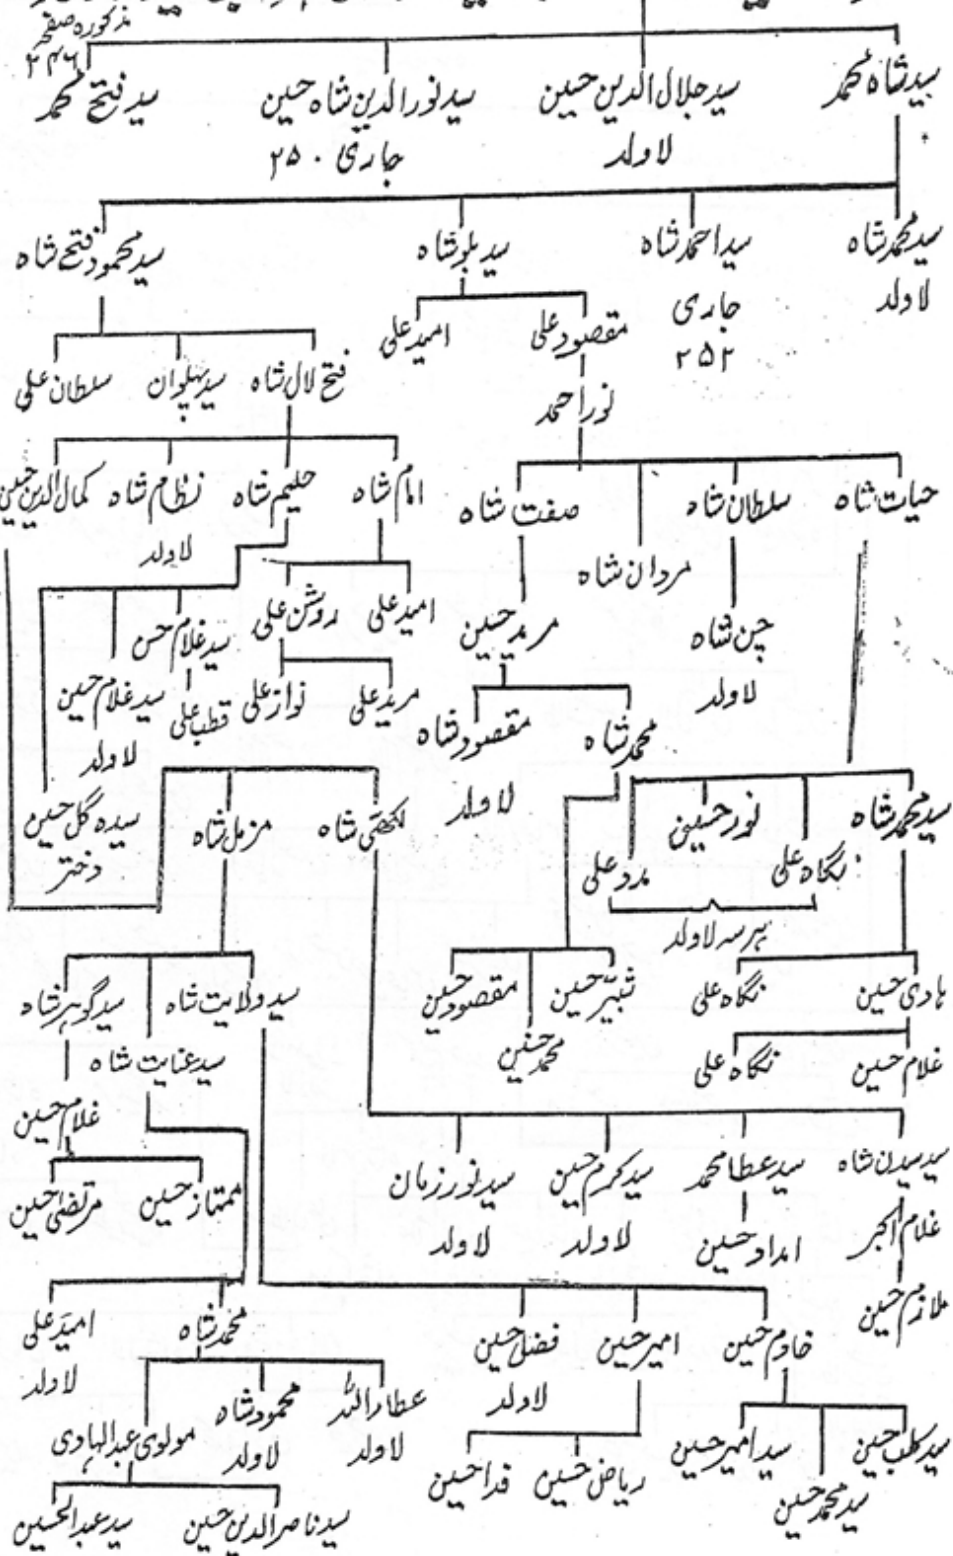 مذکورہ صفحہ
۲۴۶
سید شاہ محمد
سید جلال الدین حسین
سید نور الدین شاہ حسین
سید فتح محمد
لاولد
جاری ۲۵۰
سید محمد شاہ
سید احمد شاہ
سید بلو شاہ
سید محمود فتح شاہ
لاولد
جاری
۲۵۲
مقصود علی
امید علی
نور احمد
فتح لال شاہ
سید پہلوان
سلطان علی
حیات شاہ
سلطان شاہ
مردان شاہ
صفت شاہ
امام شاہ
حلیم شاہ
نظام شاہ
کمال الدین حسین
لاولد
چن شاہ
لاولد
مرید حسین
امید علی
روشن علی
سید غلام حسن
سید غلام حسین
لاولد
محمد شاہ
مقصود شاہ
لاولد
مرید علی
نواز علی
قطب علی
سیدہ گل حسین
دختر
سید محمد شاہ
نگاہ علی
نور حسین
مدد علی
ہرسہ لاولد
لکھی شاہ
مزمل شاہ
ہادی حسین
نگاہ علی
شبیر حسین
محمد حسنین
مقصود حسین
سید ولایت شاہ
سید عنایت شاہ
سید گوہر شاہ
غلام حسین
نگاہ علی
غلام حسین
سید سیدن شاہ
سید عطا محمد
سید کرم حسین
سید نور زمان
ممتاز حسین
مرتضیٰ حسین
غلام اکبر
امداد حسین
لاولد
لاولد
ملازم حسین
خادم حسین
امیر حسین
فضل حسین
محمد شاہ
امید علی
لاولد
لاولد
عطاء اللہ
محمود شاہ
مولوی عبدالہادی
لاولد
لاولد
سید کلب حسین
سید محمد حسین
سید امیر حسین
ریاض حسین
فدا حسین
سید ناصر الدین حسین
سید عبدالحسین